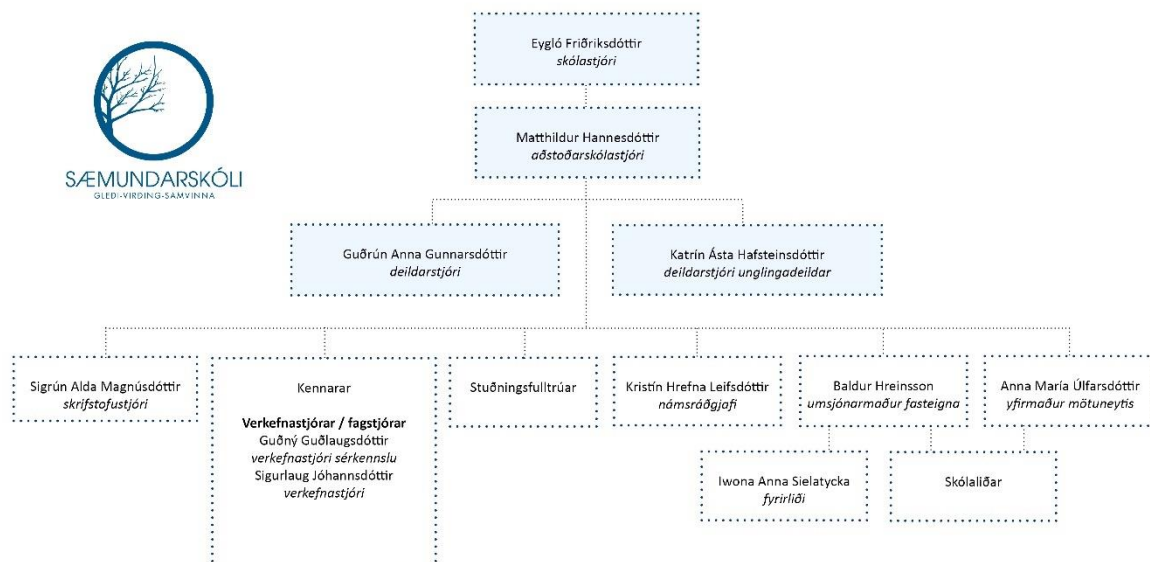 SÆMUNDARSKÓLI
GLEÐI-VIRÐING-SAMVINNA
Eygló Friðriksdóttir
skólastjóri
Matthildur Hannesdóttir
aðstoðarskólastjóri
Guðrún Anna Gunnarsdóttir
deildarstjóri
Katrín Ásta Hafsteinsdóttir
deildarstjóri unglingadeildar
Sigrún Alda Magnúsdóttir
skrifstofustjóri
Kennarar
Verkefnastjórar / fagstjórar
Guðný Guðlaugsdóttir
verkefnastjóri sérkennslu
Sigurlaug Jóhannsdóttir
verkefnastjóri
Stuðningsfulltrúar
Kristín Hrefna Leifsdóttir
námsráðgjafi
Baldur Hreinsson
umsjónarmaður fasteigna
Anna María Úlfarsdóttir
yfirmaður mötuneytis
Iwona Anna Sielatycka
fyrirliði
Skólaliðar